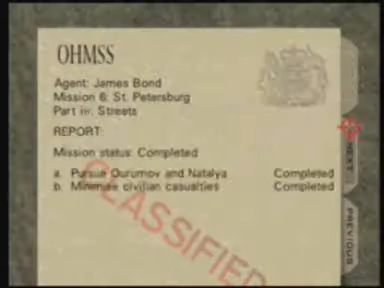 OHMSS
Agent: James Bond
Mission 6: St. Petersburg
Part iv: Streets
REPORT:
Mission status: Completed
a. Pursue Ourumov and Natalya Completed
b. Minimise civilian casualties Completed
CLASSIFIED
NEXT
PREVIOUS